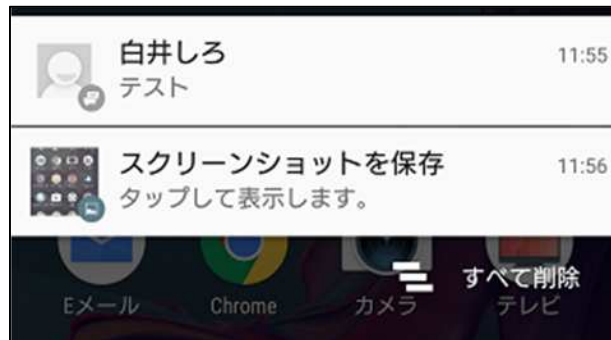 白井しろ
11:55
テスト
スクリーンショットを保存
11:56
タップして表示します。
すべて削除
Eメール
Chrome
カメラ
テレビ